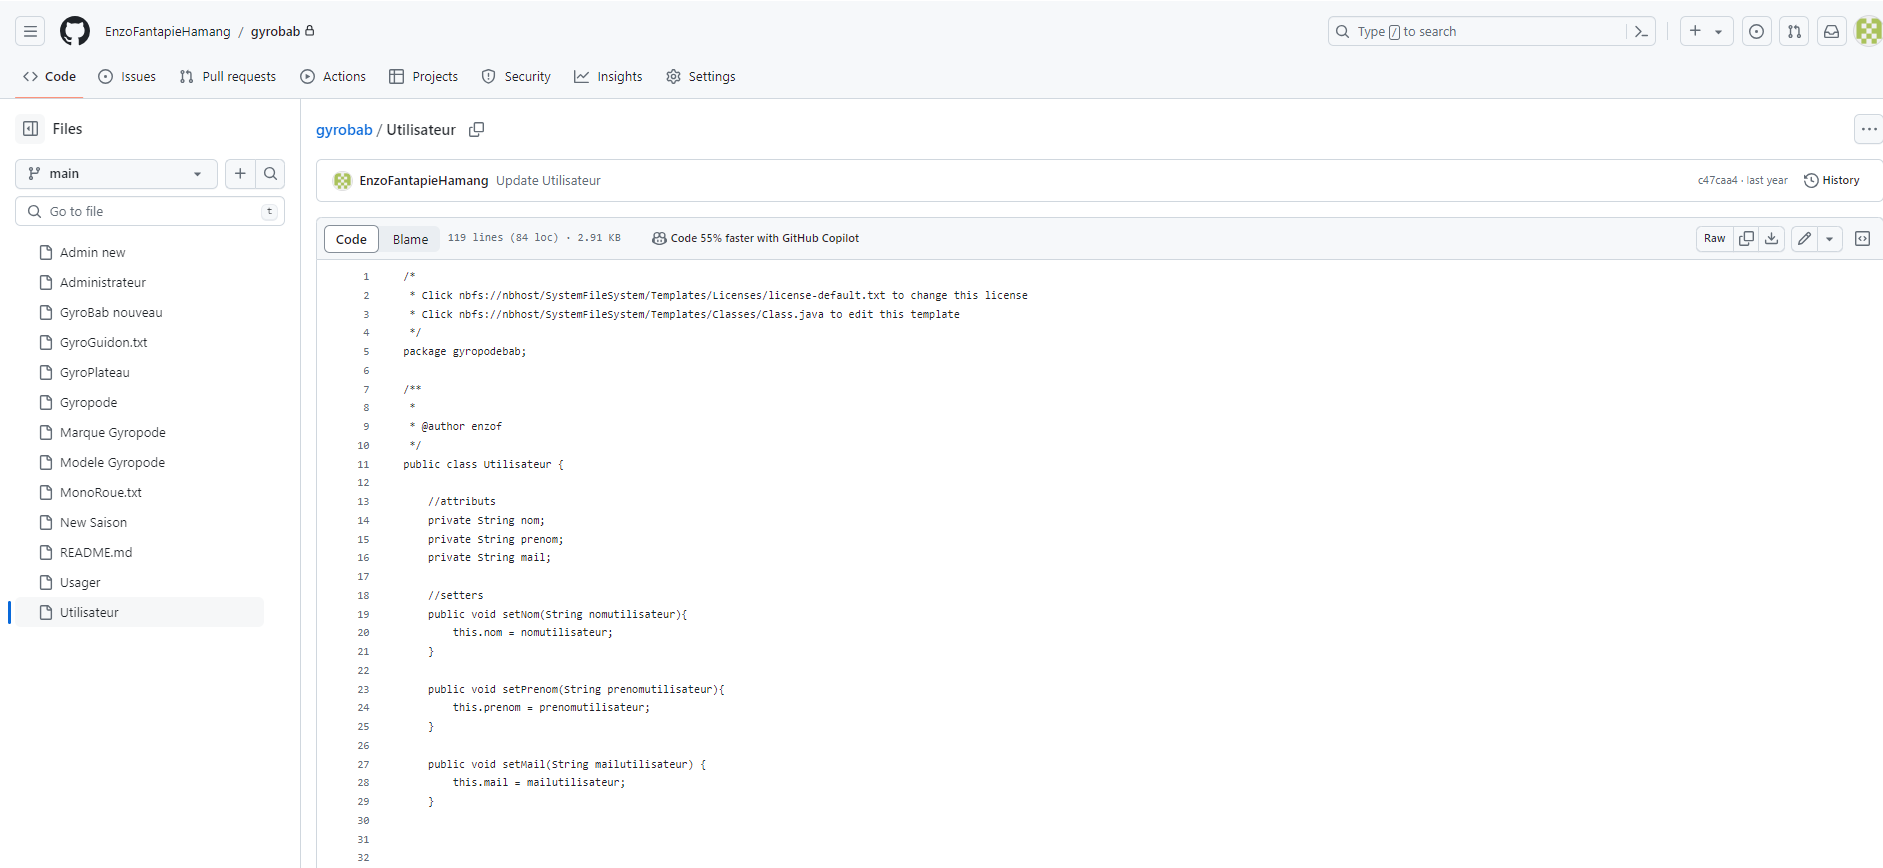 EnzoFantapieHamang / gyrobab
Type / to search
Code
Issues
Pull requests
Actions
Projects
Security
Insights
Settings
Files
main
Go to file
t
Admin new
Administrateur
GyroBab nouveau
GyroGuidon.txt
GyroPlateau
Gyropode
Marque Gyropode
Modele Gyropode
MonoRoue.txt
New Saison
README.md
Usager
Utilisateur
gyrobab / Utilisateur
EnzoFantapieHamang Update Utilisateur
c47caa4 · last year
History
Code
Blame
119 lines (84 loc) · 2.91 KB
Code 55% faster with GitHub Copilot
Raw
1 /*
2  * Click nbfs://nbhost/SystemFileSystem/Templates/Licenses/license-default.txt to change this license
3  * Click nbfs://nbhost/SystemFileSystem/Templates/Classes/Class.java to edit this template
4  */
5 package gyropodebab;
6
7 /**
8  *
9  * @author enzof
10  */
11 public class Utilisateur {
12
13     //attributs
14     private String nom;
15     private String prenom;
16     private String mail;
17
18     //setters
19     public void setNom(String nomutilisateur){
20         this.nom = nomutilisateur;
21     }
22
23     public void setPrenom(String prenomutilisateur){
24         this.prenom = prenomutilisateur;
25     }
26
27     public void setMail(String mailutilisateur) {
28         this.mail = mailutilisateur;
29     }
30
31
32